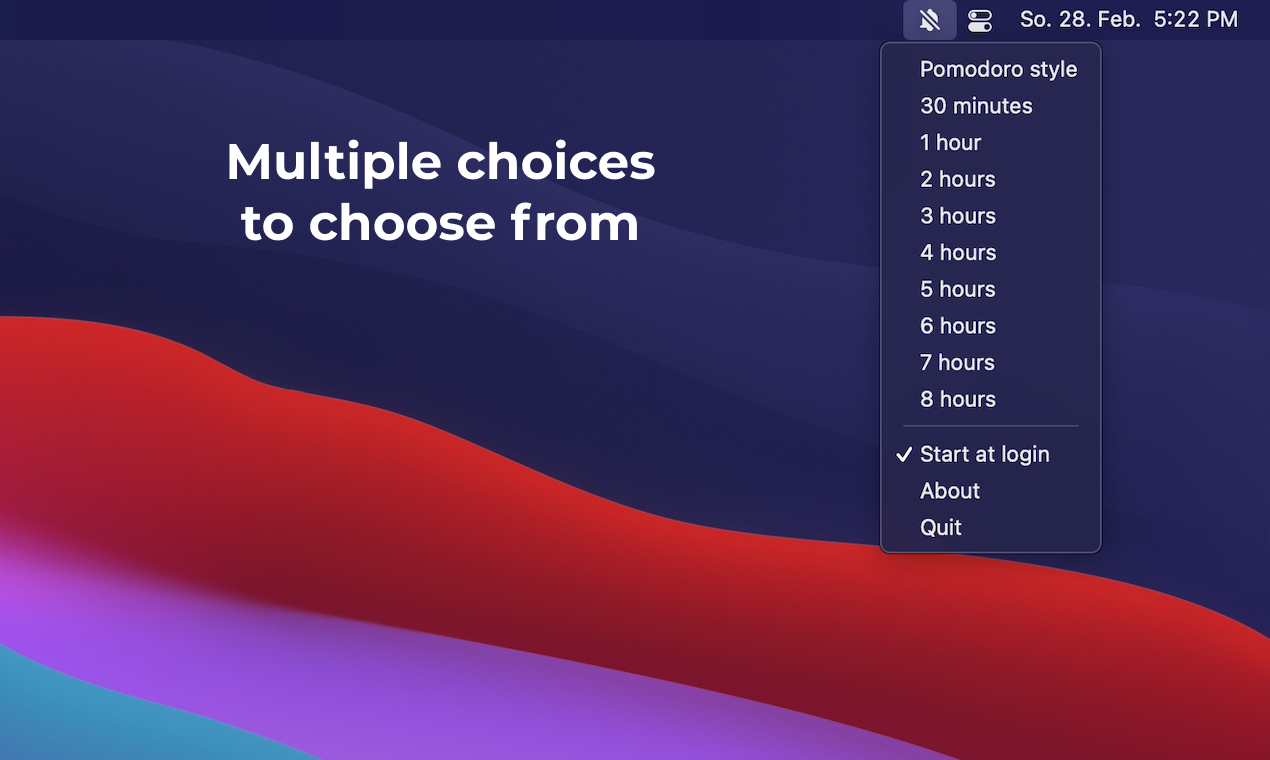 So. 28. Feb. 5:22 PM
Multiple choices
to choose from
Pomodoro style
30 minutes
1 hour
2 hours
3 hours
4 hours
5 hours
6 hours
7 hours
8 hours
Start at login
About
Quit